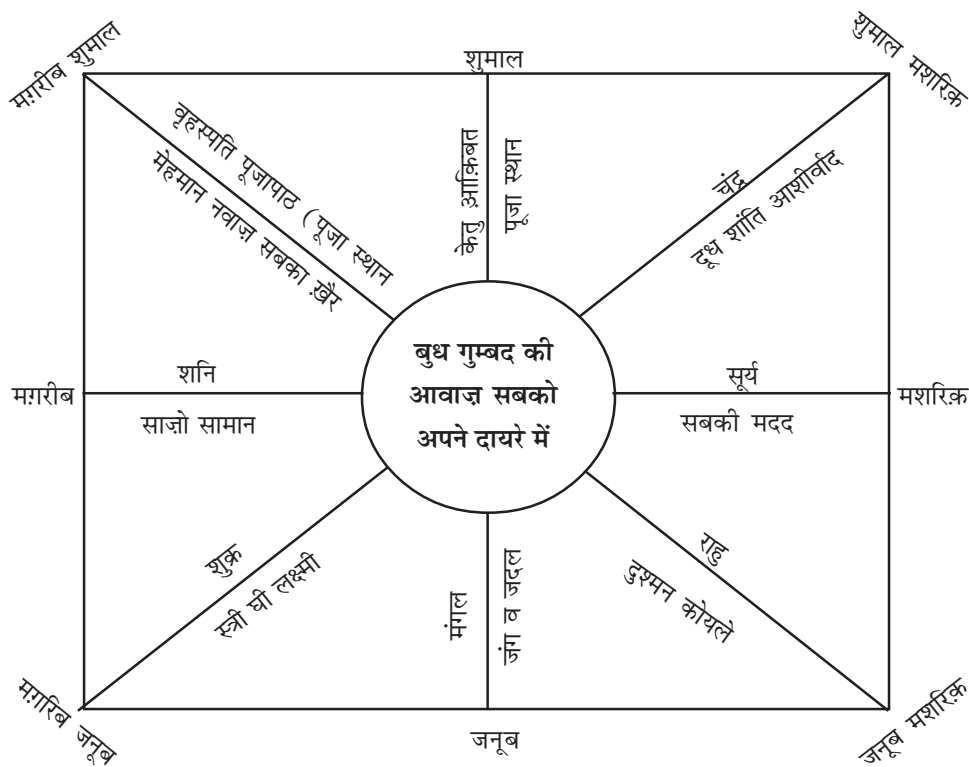 मग़रीब शुमाल
शुमाल
शुमाल मशरिक़
वृहस्पति पूजापाठ (पूजा स्थान
मेहमान नवाज़ सबका ख़ैर
केतु आक़िबत
पूजा स्थान
चंद्र
दूध शांति आशीर्वाद
मग़रीब
शनि
साज़ो सामान
बुध गुम्बद की
आवाज़ सबको
अपने दायरे में
सूर्य
सबकी मदद
मशरिक़
शुक्र
स्त्री घी लक्ष्मी
मंगल
जंग व जदल
राहु
दुश्मन कोयले
मग़रिब जनूब
जनूब
जनूब मशरिक़